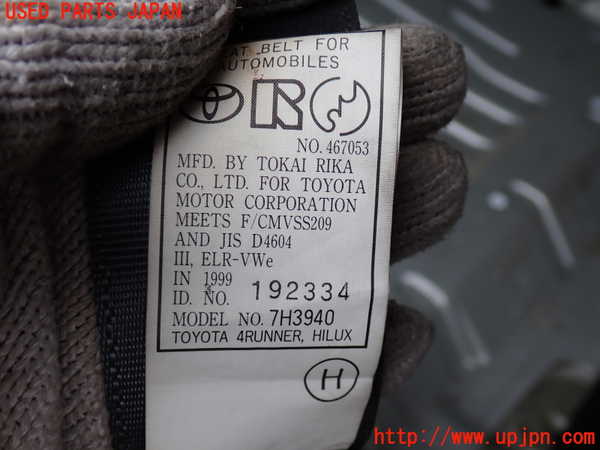 USED PARTS JAPAN
AT BELT FOR
AUTOMOBILES
NO. 467053
MFD. BY TOKAI RIKA
CO., LTD. FOR TOYOTA
MOTOR CORPORATION
MEETS F/CMVSS209
AND JIS D4604
III, ELR-VWe
IN 1999
ID. NO. 192334
MODEL NO. 7H3940
TOYOTA 4RUNNER, HILUX
H
http://www.upjpn.com/